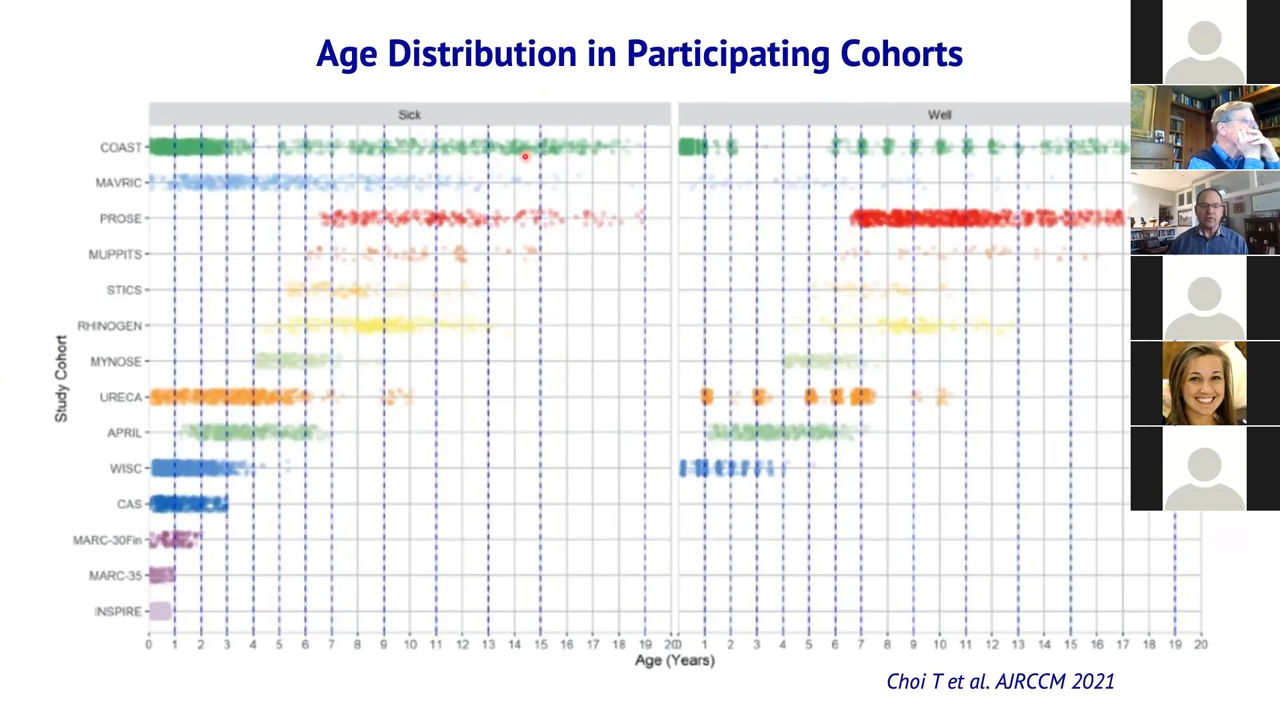 Age Distribution in Participating Cohorts
Sick
Well
COAST
MAVRIC
PROSE
MUPPITS
STICS
RHINOGEN
MYNOSE
URECA
APRIL
WISC
CAS
MARC-30Fin
MARC-35
INSPIRE
Study Cohort
0 1 2 3 4 5 6 7 8 9 10 11 12 13 14 15 16 17 18 19 20
0 1 2 3 4 5 6 7 8 9 10 11 12 13 14 15 16 17 18 19 20
Age (Years)
Choi T et al. AJRCCM 2021